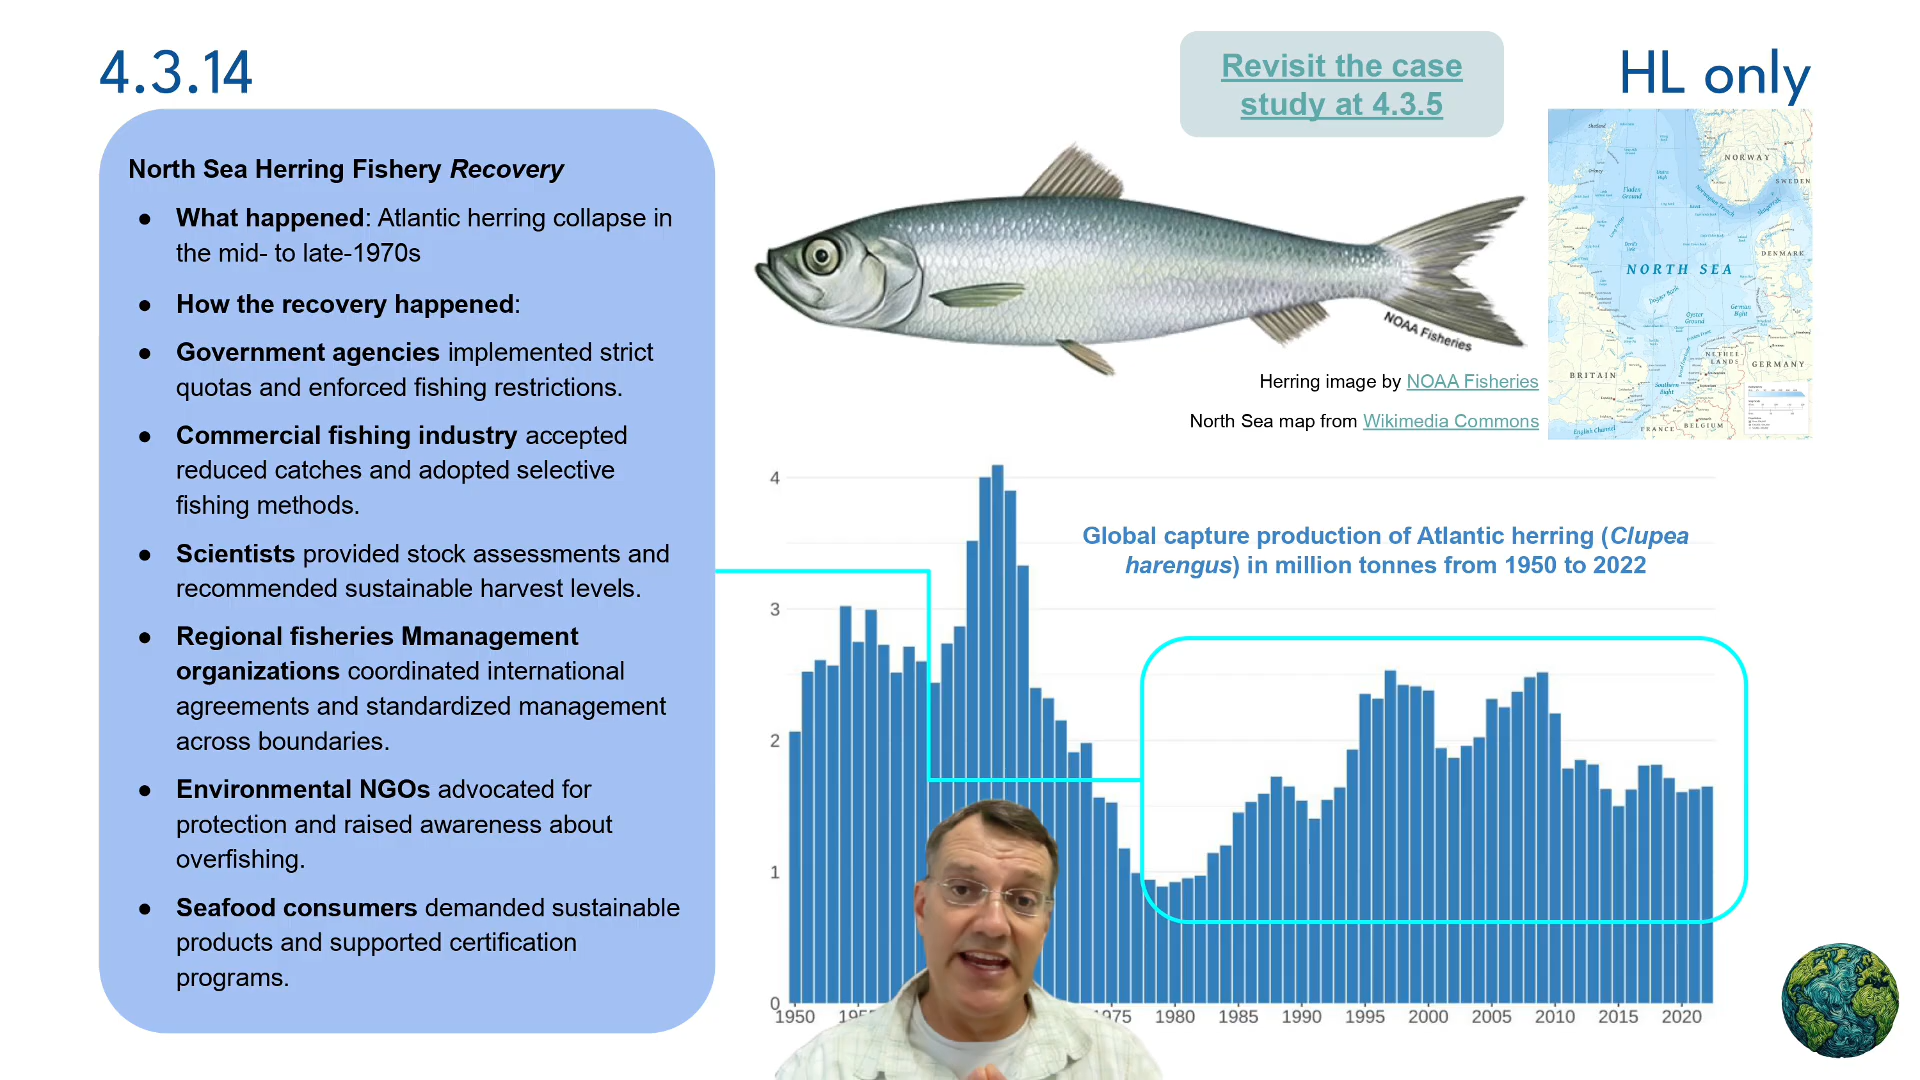 4.3.14
Revisit the case
study at 4.3.5
HL only
North Sea Herring Fishery Recovery
● What happened: Atlantic herring collapse in
the mid- to late-1970s
● How the recovery happened:
● Government agencies implemented strict
quotas and enforced fishing restrictions.
● Commercial fishing industry accepted
reduced catches and adopted selective
fishing methods.
● Scientists provided stock assessments and
recommended sustainable harvest levels.
● Regional fisheries Mmanagement
organizations coordinated international
agreements and standardized management
across boundaries.
● Environmental NGOs advocated for
protection and raised awareness about
overfishing.
● Seafood consumers demanded sustainable
products and supported certification
programs.
NOAA Fisheries
Herring image by NOAA Fisheries
North Sea map from Wikimedia Commons
NORWAY
SWEDEN
NORTH SEA
DENMARK
NETHER-
LANDS
GERMANY
BRITAIN
BELGIUM
FRANCE
English Channel
Global capture production of Atlantic herring (Clupea
harengus) in million tonnes from 1950 to 2022
4
3
2
1
0
1950 195 975 1980 1985 1990 1995 2000 2005 2010 2015 2020